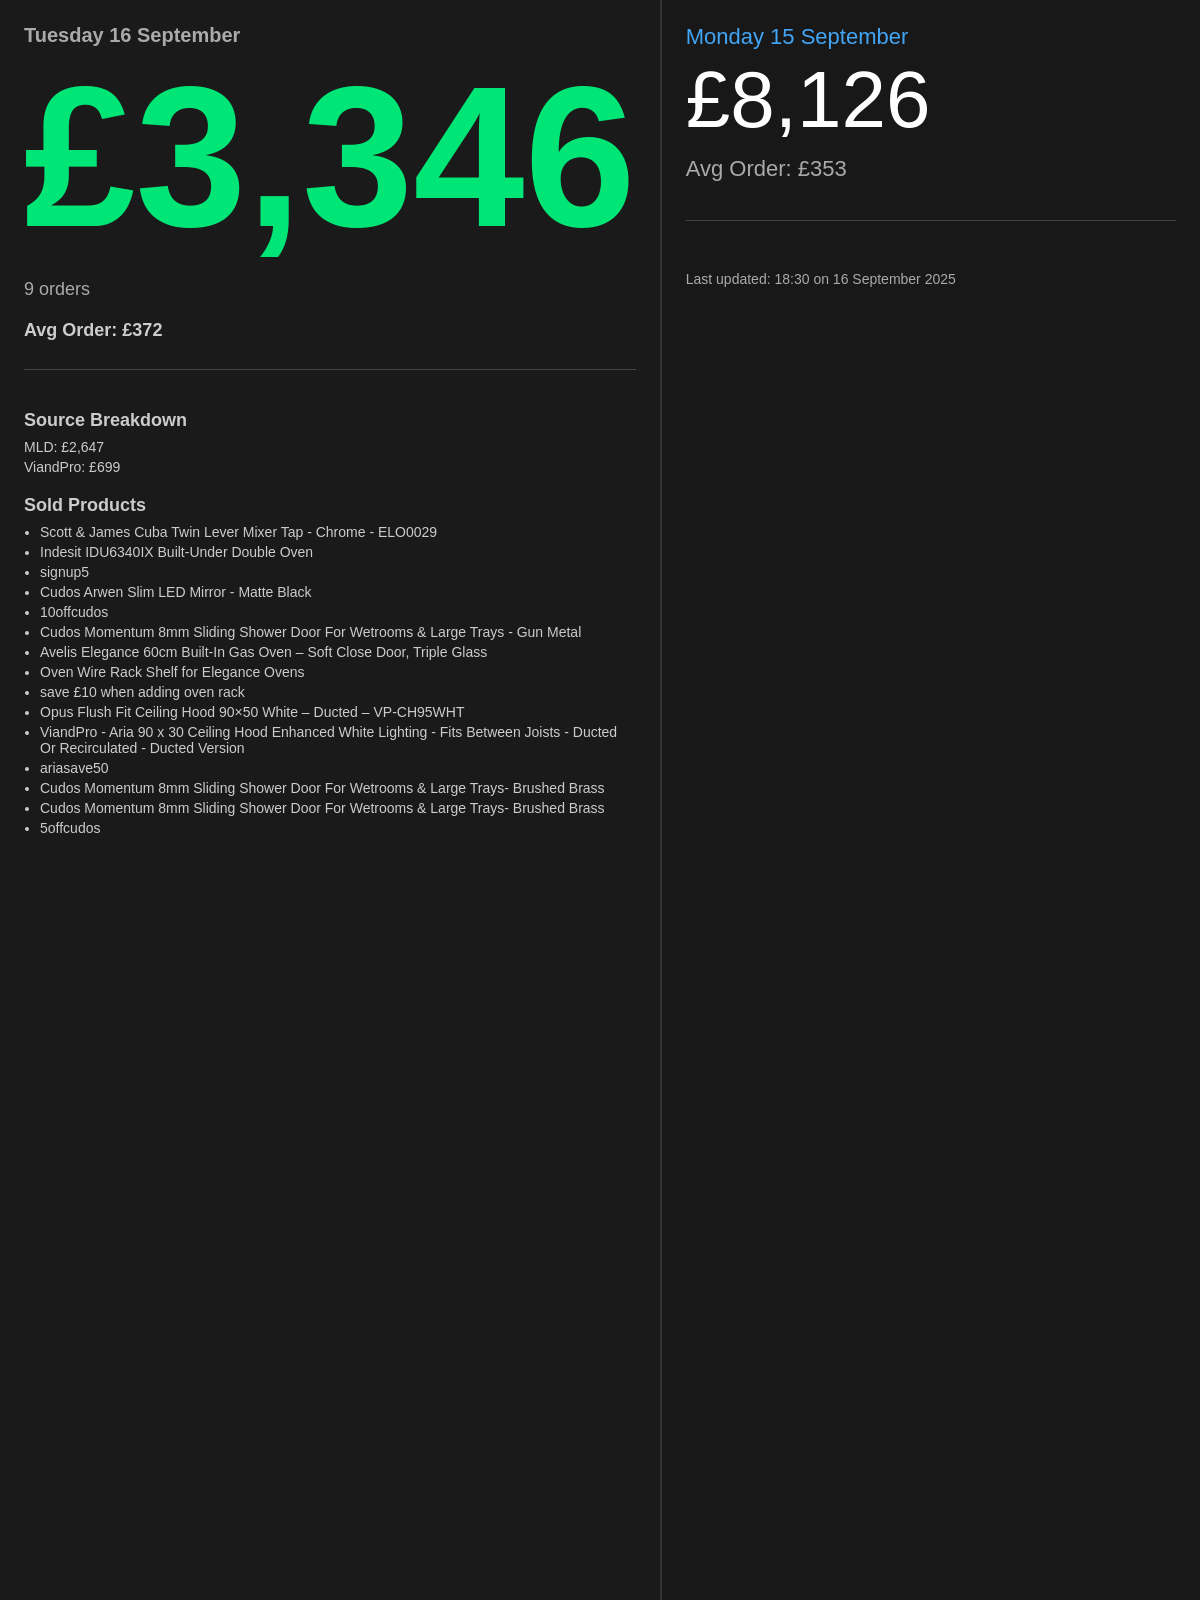 Tuesday 16 September
£3,346
9 orders
Avg Order: £372
Source Breakdown
MLD: £2,647
ViandPro: £699
Sold Products
• Scott & James Cuba Twin Lever Mixer Tap - Chrome - ELO0029
• Indesit IDU6340IX Built-Under Double Oven
• signup5
• Cudos Arwen Slim LED Mirror - Matte Black
• 10offcudos
• Cudos Momentum 8mm Sliding Shower Door For Wetrooms & Large Trays - Gun Metal
• Avelis Elegance 60cm Built-In Gas Oven – Soft Close Door, Triple Glass
• Oven Wire Rack Shelf for Elegance Ovens
• save £10 when adding oven rack
• Opus Flush Fit Ceiling Hood 90×50 White – Ducted – VP-CH95WHT
• ViandPro - Aria 90 x 30 Ceiling Hood Enhanced White Lighting - Fits Between Joists - Ducted
Or Recirculated - Ducted Version
• ariasave50
• Cudos Momentum 8mm Sliding Shower Door For Wetrooms & Large Trays- Brushed Brass
• Cudos Momentum 8mm Sliding Shower Door For Wetrooms & Large Trays- Brushed Brass
• 5offcudos
Monday 15 September
£8,126
Avg Order: £353
Last updated: 18:30 on 16 September 2025